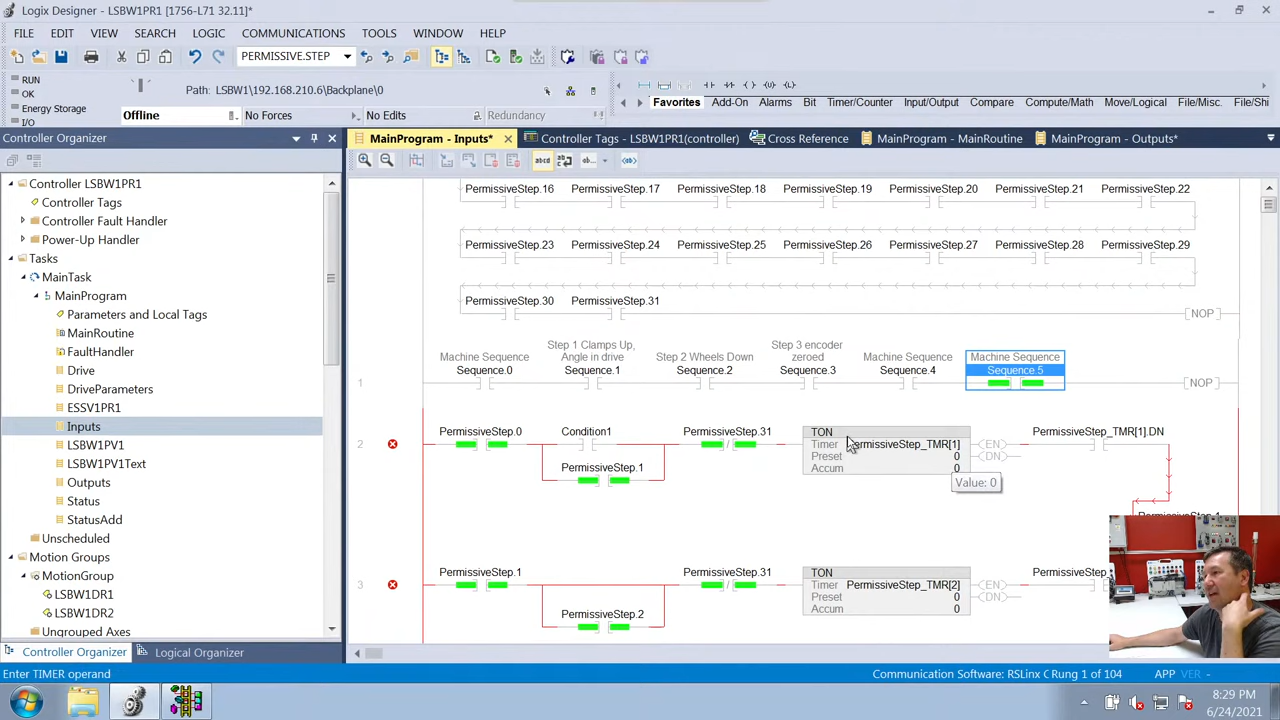 Logix Designer - LSBW1PR1 [1756-L71 32.11]*
FILE EDIT VIEW SEARCH LOGIC COMMUNICATIONS TOOLS WINDOW HELP
PERMISSIVE.STEP
RUN
OK
Energy Storage
I/O
Path: LSBW1\192.168.210.6\Backplane\0
Offline No Forces No Edits Redundancy
Favorites Add-On Alarms Bit Timer/Counter Input/Output Compare Compute/Math Move/Logical File/Misc. File/Shi
Controller Organizer
MainProgram - Inputs* Controller Tags - LSBW1PR1(controller) Cross Reference MainProgram - MainRoutine MainProgram - Outputs*
Controller LSBW1PR1
Controller Tags
Controller Fault Handler
Power-Up Handler
Tasks
MainTask
MainProgram
Parameters and Local Tags
MainRoutine
FaultHandler
Drive
DriveParameters
ESSV1PR1
Inputs
LSBW1PV1
LSBW1PV1Text
Outputs
Status
StatusAdd
Unscheduled
Motion Groups
MotionGroup
LSBW1DR1
LSBW1DR2
Ungrouped Axes
Controller Organizer Logical Organizer
PermissiveStep.16 PermissiveStep.17 PermissiveStep.18 PermissiveStep.19 PermissiveStep.20 PermissiveStep.21 PermissiveStep.22
PermissiveStep.23 PermissiveStep.24 PermissiveStep.25 PermissiveStep.26 PermissiveStep.27 PermissiveStep.28 PermissiveStep.29
PermissiveStep.30 PermissiveStep.31
NOP
Step 1 Clamps Up, Step 3 encoder
Machine Sequence Angle in drive Step 2 Wheels Down zeroed Machine Sequence Machine Sequence
Sequence.0 Sequence.1 Sequence.2 Sequence.3 Sequence.4 Sequence.5
1 NOP
PermissiveStep.0 Condition1 PermissiveStep.31 TON PermissiveStep_TMR[1].DN
2 Timer PermissiveStep_TMR[1] EN
Preset 0 DN
PermissiveStep.1 Accum 0
Value: 0
PermissiveStep.1 PermissiveStep.31 TON
3 Timer PermissiveStep_TMR[2] EN
Preset 0 DN
PermissiveStep.2 Accum 0
Enter TIMER operand Communication Software: RSLinx C Rung 1 of 104 APP VER -
8:29 PM
6/24/2021